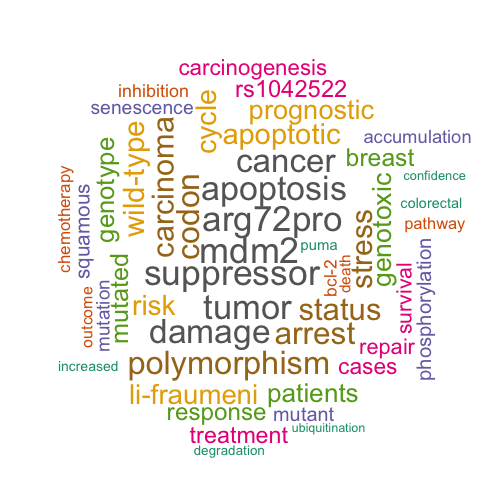 carcinogenesis
inhibition
rs1042522
senescence
cycle
prognostic
apoptotic
accumulation
genotype
wild-type
carcinoma
codon
cancer
breast
confidence
chemotherapy
squamous
apoptosis
genotoxic
colorectal
arg72pro
pathway
mdm2
puma
stress
suppressor
bcl-2
death
survival
phosphorylation
outcome
mutation
mutated
risk
tumor
status
damage
arrest
repair
increased
polymorphism
cases
li-fraumeni
patients
response
mutant
treatment
ubiquitination
degradation